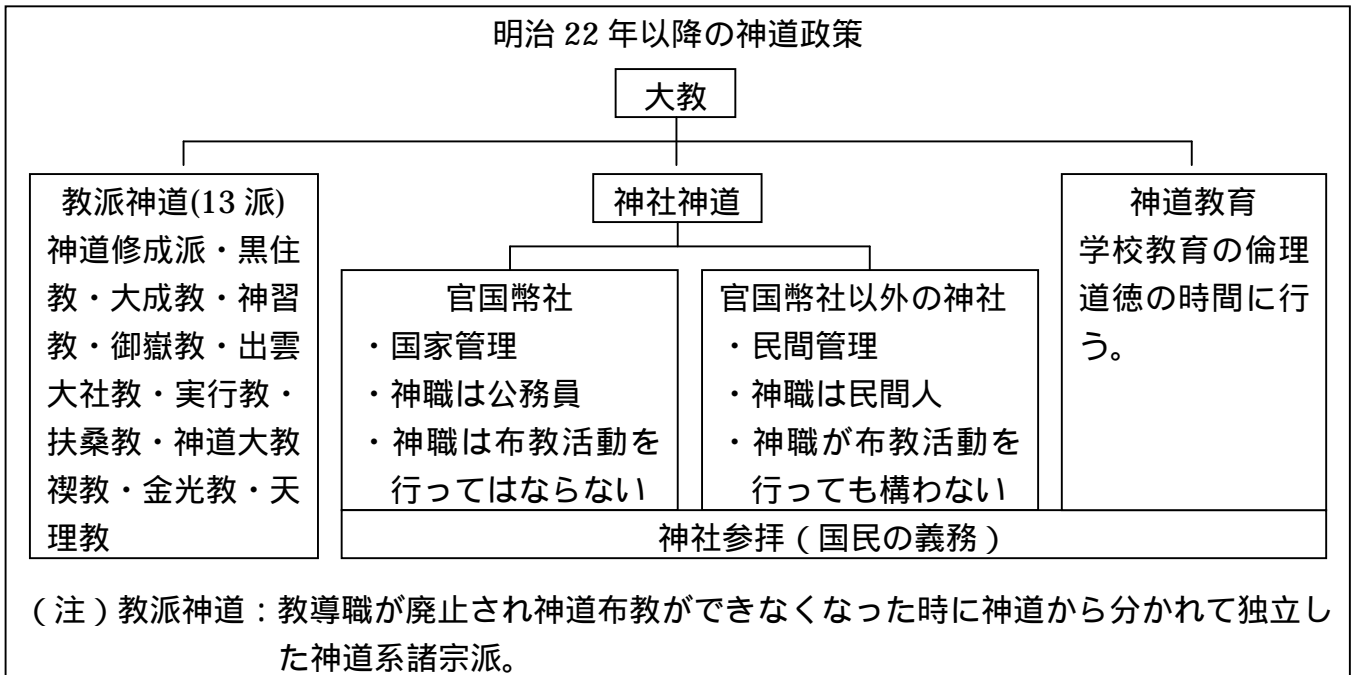 明治 22 年以降の神道政策
大教
教派神道(13 派)
神道修成派・黒住
教・大成教・神習
教・御嶽教・出雲
大社教・実行教・
扶桑教・神道大教
禊教・金光教・天
理教
神社神道
官国幣社
・国家管理
・神職は公務員
・神職は布教活動を
行ってはならない
官国幣社以外の神社
・民間管理
・神職は民間人
・神職が布教活動を
行っても構わない
神道教育
学校教育の倫理
道徳の時間に行
う。
神社参拝(国民の義務)
(注)教派神道:教導職が廃止され神道布教ができなくなった時に神道から分かれて独立し
た神道系諸宗派。